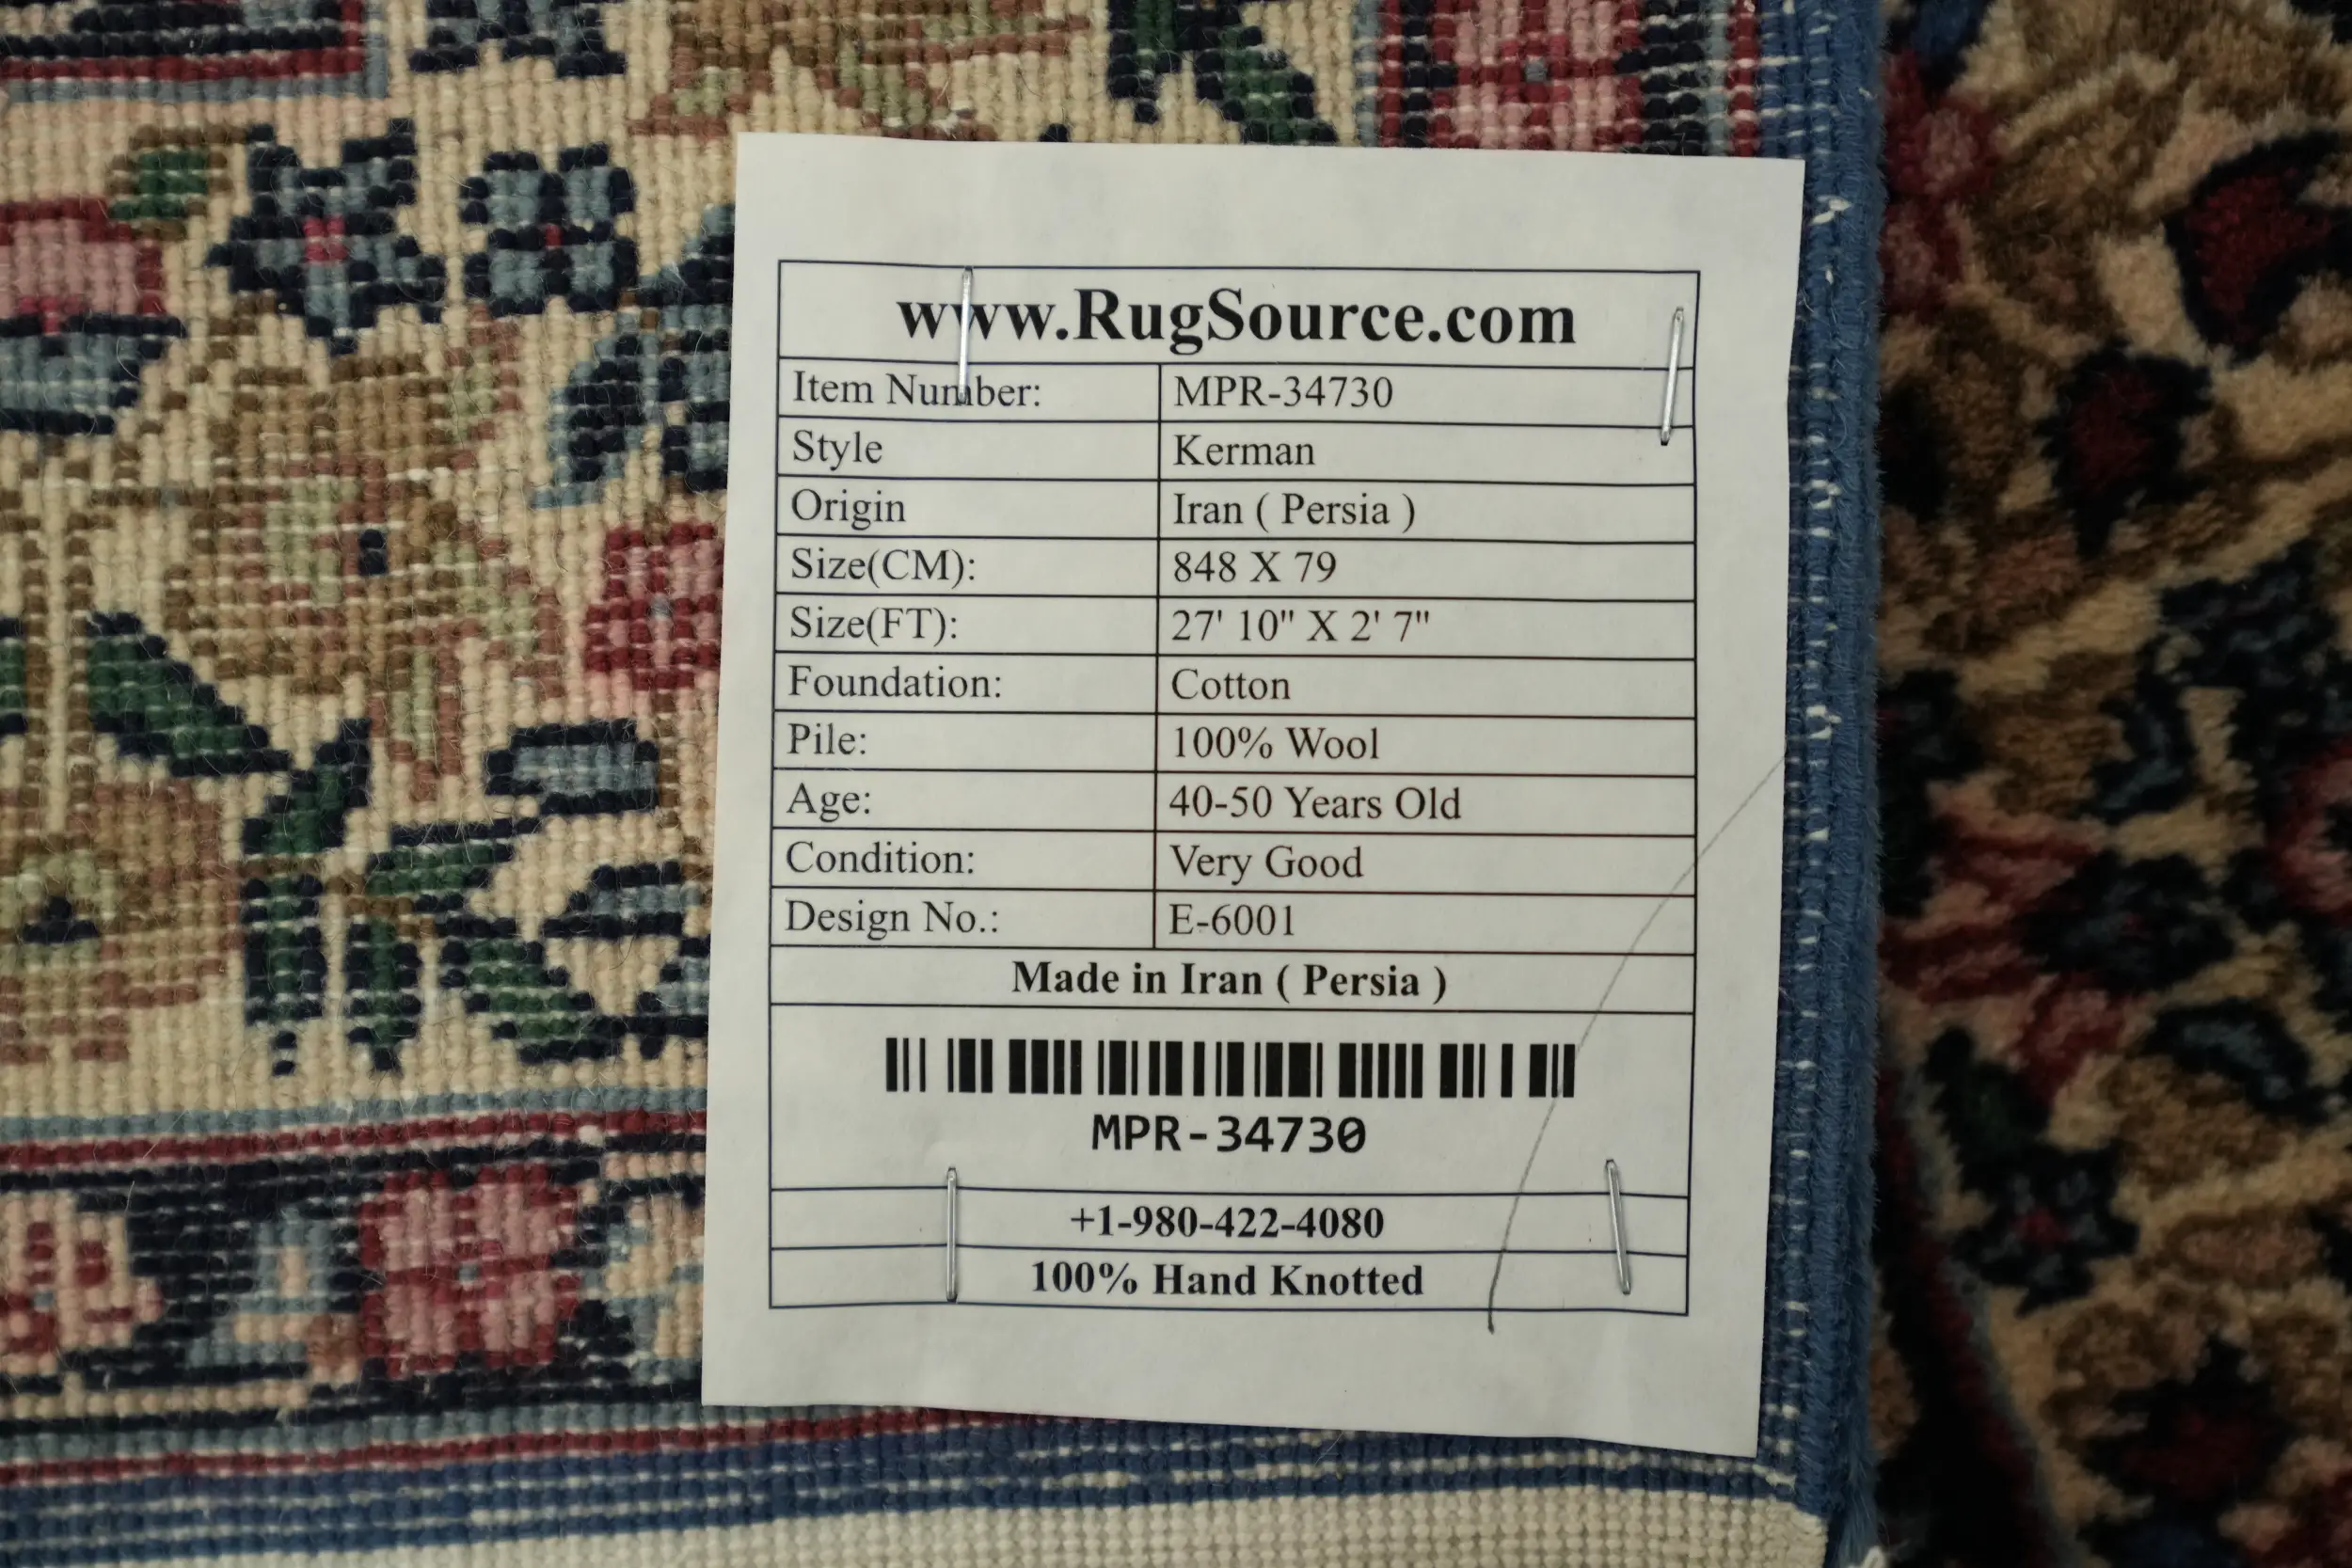 www.RugSource.com
Item Number: MPR-34730
Style Kerman
Origin Iran ( Persia )
Size(CM): 848 X 79
Size(FT): 27' 10" X 2' 7"
Foundation: Cotton
Pile: 100% Wool
Age: 40-50 Years Old
Condition: Very Good
Design No.: E-6001
Made in Iran ( Persia )
MPR-34730
+1-980-422-4080
100% Hand Knotted